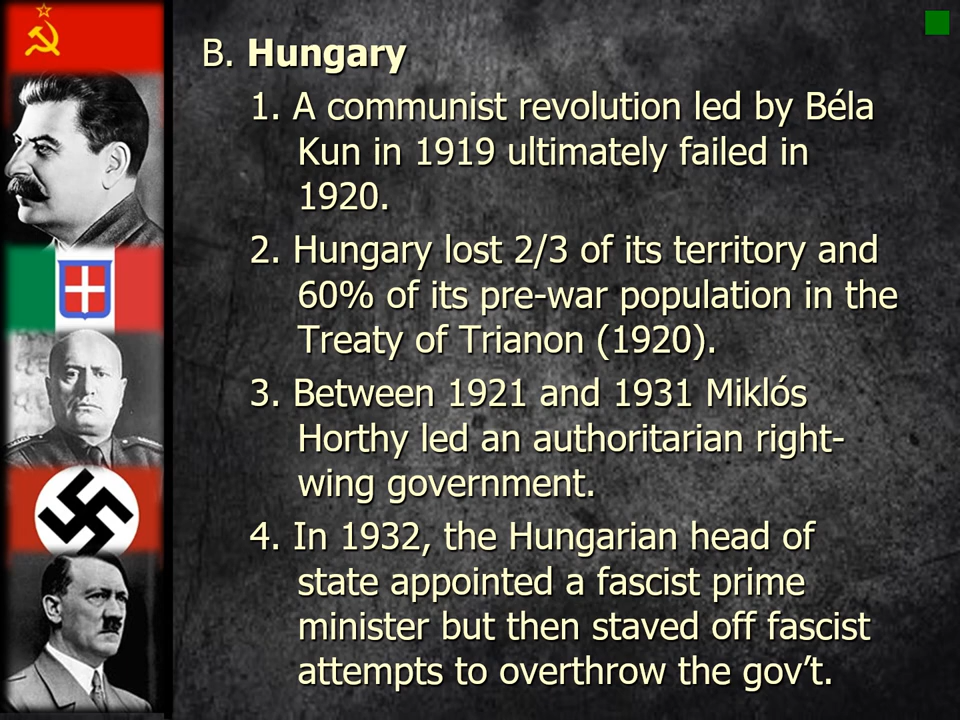 B. Hungary
1. A communist revolution led by Béla
Kun in 1919 ultimately failed in
1920.
2. Hungary lost 2/3 of its territory and
60% of its pre-war population in the
Treaty of Trianon (1920).
3. Between 1921 and 1931 Miklós
Horthy led an authoritarian right-
wing government.
4. In 1932, the Hungarian head of
state appointed a fascist prime
minister but then staved off fascist
attempts to overthrow the gov’t.